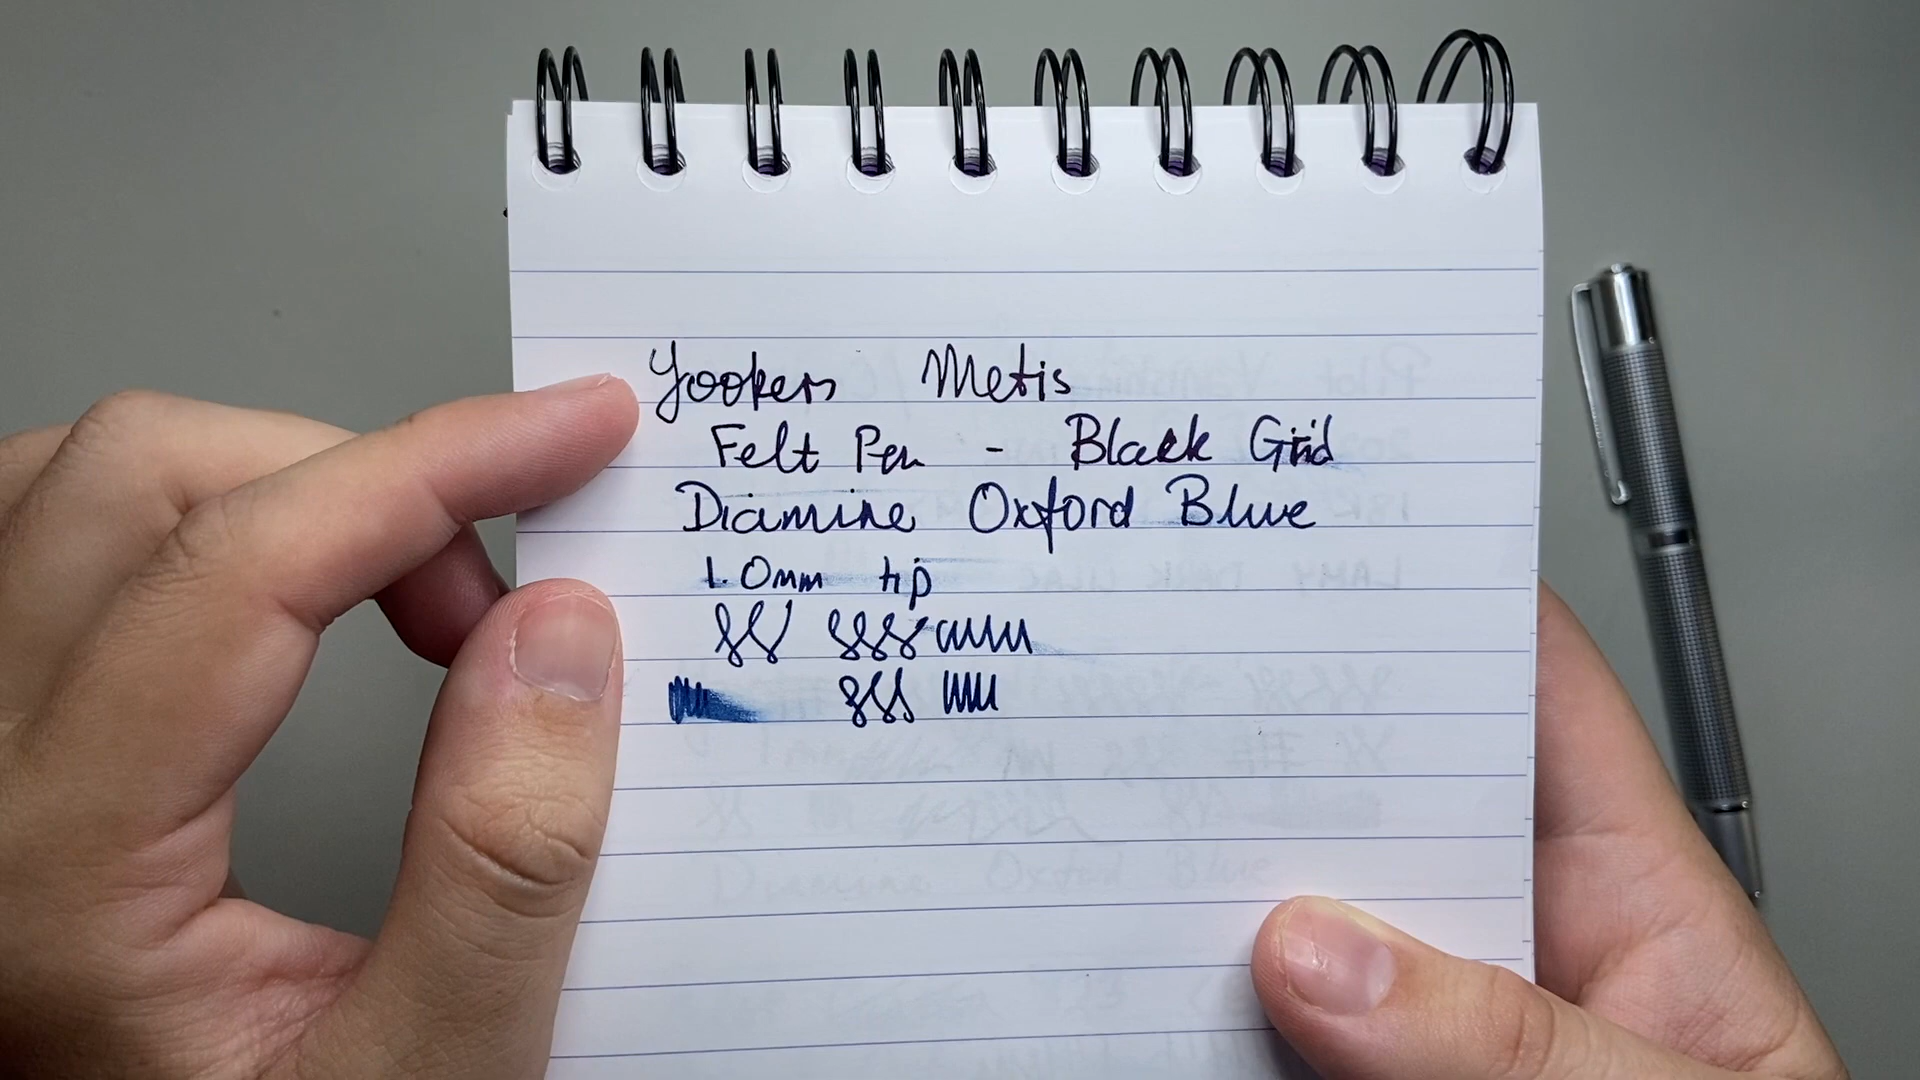 Yookers Metis
Felt Pen - Black Grid
Diamine Oxford Blue
1.0mm tip